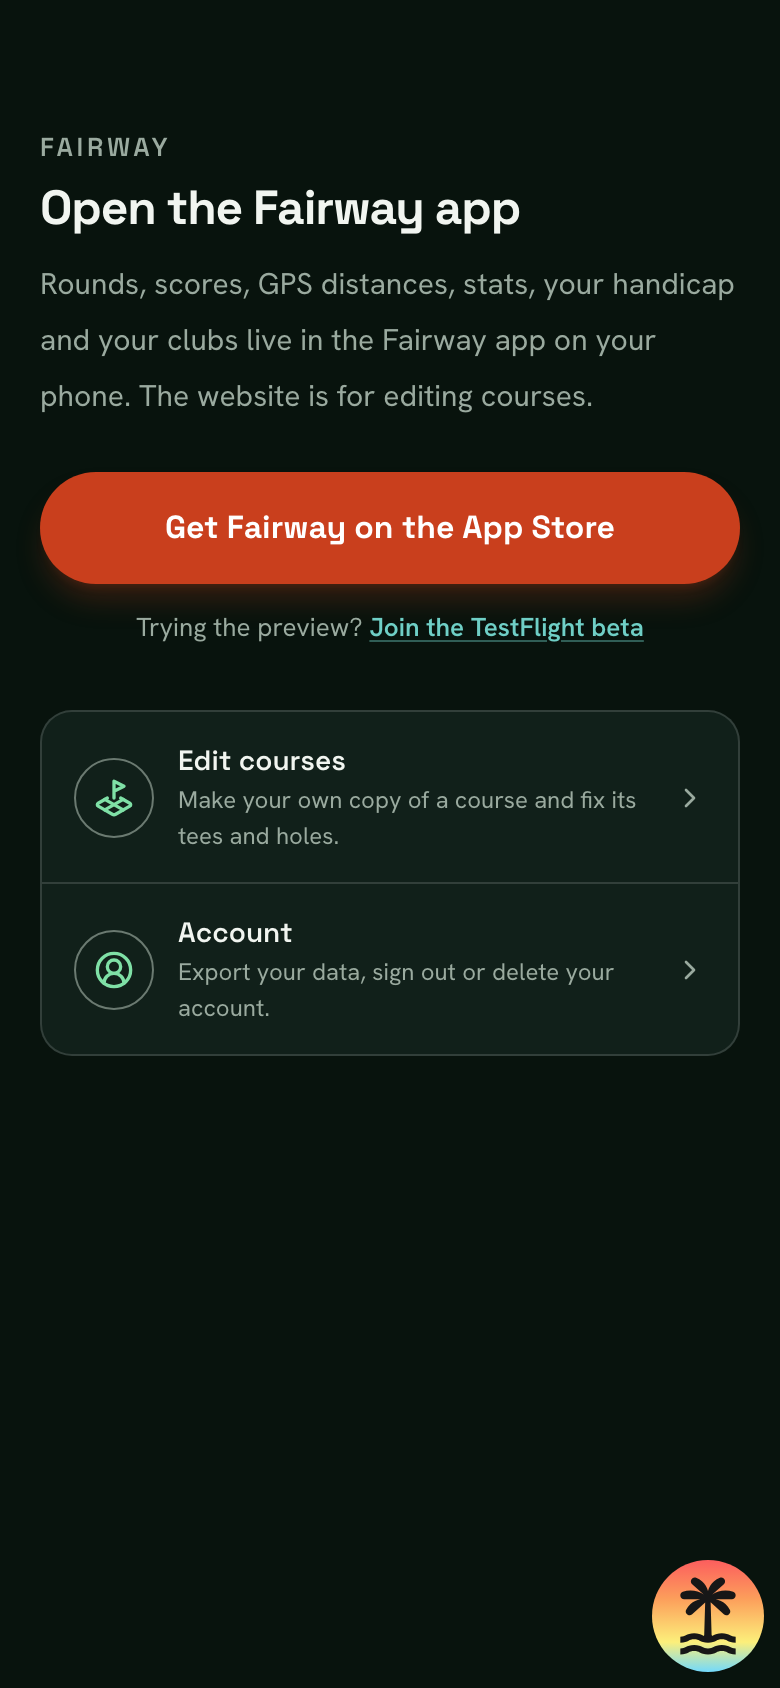 FAIRWAY
Open the Fairway app
Rounds, scores, GPS distances, stats, your handicap
and your clubs live in the Fairway app on your
phone. The website is for editing courses.
Get Fairway on the App Store
Trying the preview? Join the TestFlight beta
Edit courses
Make your own copy of a course and fix its
tees and holes.
Account
Export your data, sign out or delete your
account.